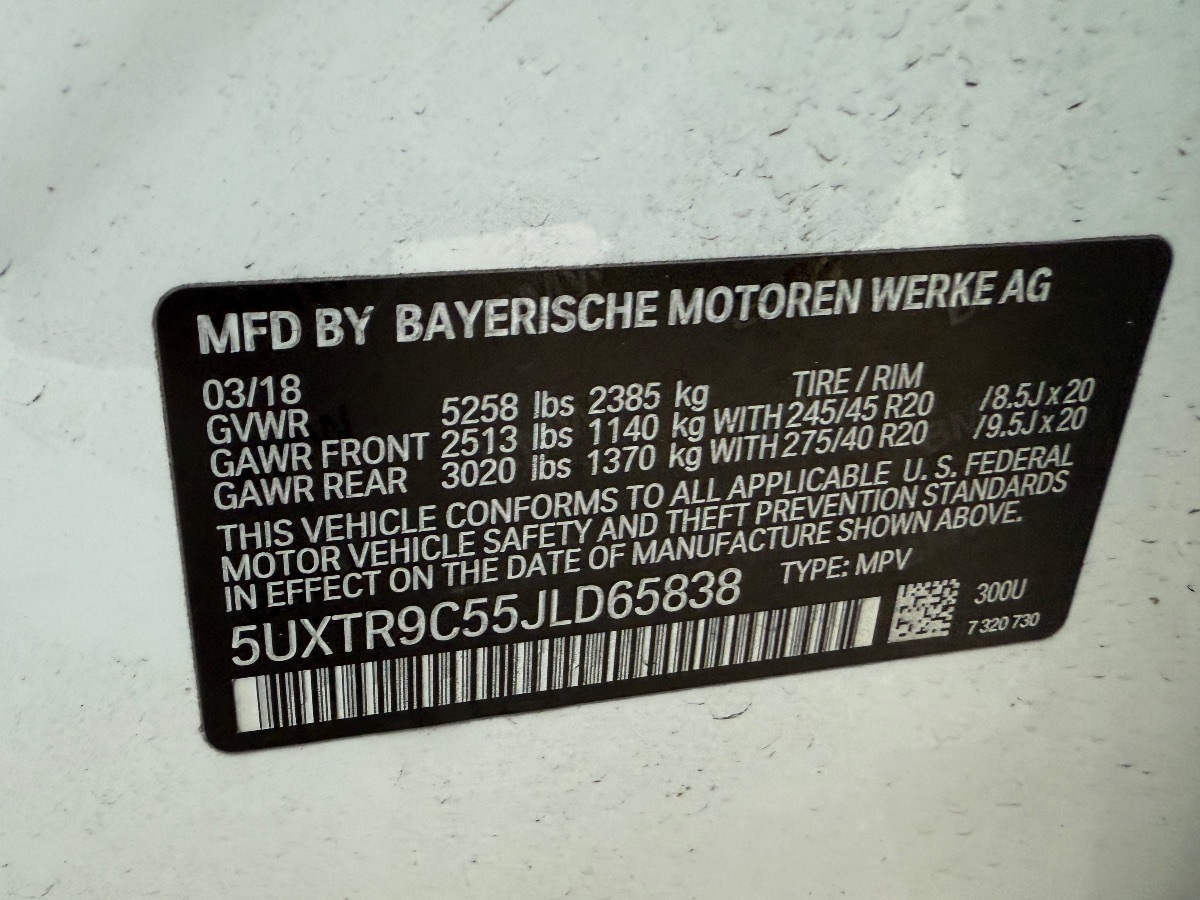 MFD BY BAYERISCHE MOTOREN WERKE AG
03/18 TIRE / RIM
GVWR 5258 lbs 2385 kg
GAWR FRONT 2513 lbs 1140 kg WITH 245/45 R20 /8.5J x 20
GAWR REAR 3020 lbs 1370 kg WITH 275/40 R20 /9.5J x 20
THIS VEHICLE CONFORMS TO ALL APPLICABLE U. S. FEDERAL
MOTOR VEHICLE SAFETY AND THEFT PREVENTION STANDARDS
IN EFFECT ON THE DATE OF MANUFACTURE SHOWN ABOVE.
5UXTR9C55JLD65838 TYPE: MPV
300U
7 320 730